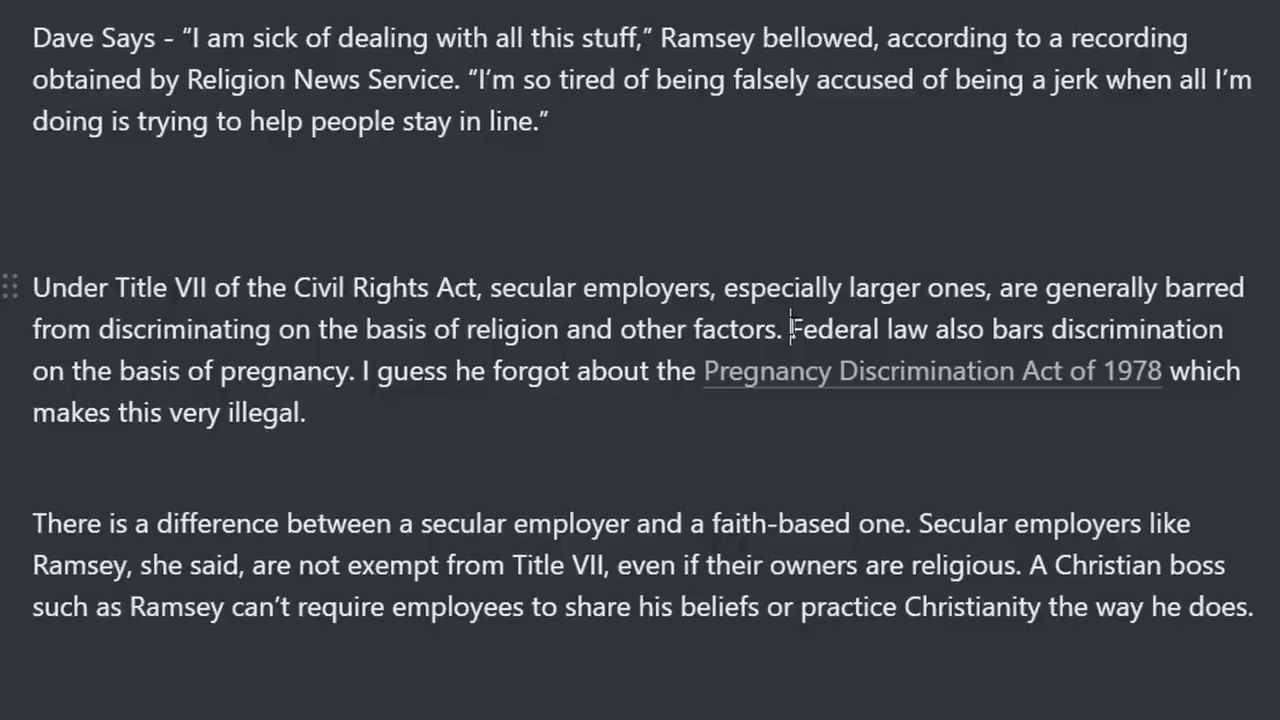 Dave Says - “I am sick of dealing with all this stuff,” Ramsey bellowed, according to a recording
obtained by Religion News Service. “I’m so tired of being falsely accused of being a jerk when all I’m
doing is trying to help people stay in line.”
Under Title VII of the Civil Rights Act, secular employers, especially larger ones, are generally barred
from discriminating on the basis of religion and other factors. Federal law also bars discrimination
on the basis of pregnancy. I guess he forgot about the Pregnancy Discrimination Act of 1978 which
makes this very illegal.
There is a difference between a secular employer and a faith-based one. Secular employers like
Ramsey, she said, are not exempt from Title VII, even if their owners are religious. A Christian boss
such as Ramsey can’t require employees to share his beliefs or practice Christianity the way he does.